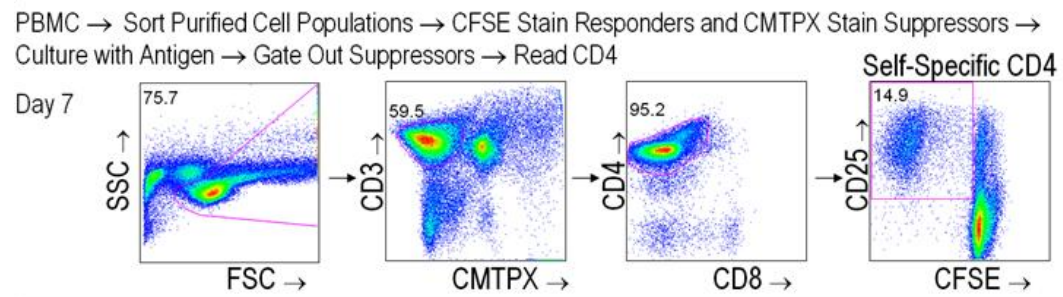 PBMC → Sort Purified Cell Populations → CFSE Stain Responders and CMTPX Stain Suppressors →
Culture with Antigen → Gate Out Suppressors → Read CD4
Self-Specific CD4
Day 7
75.7
SSC →
FSC →
59.5
CD3 →
CMTPX →
95.2
CD4 →
CD8 →
14.9
CD25 →
CFSE →